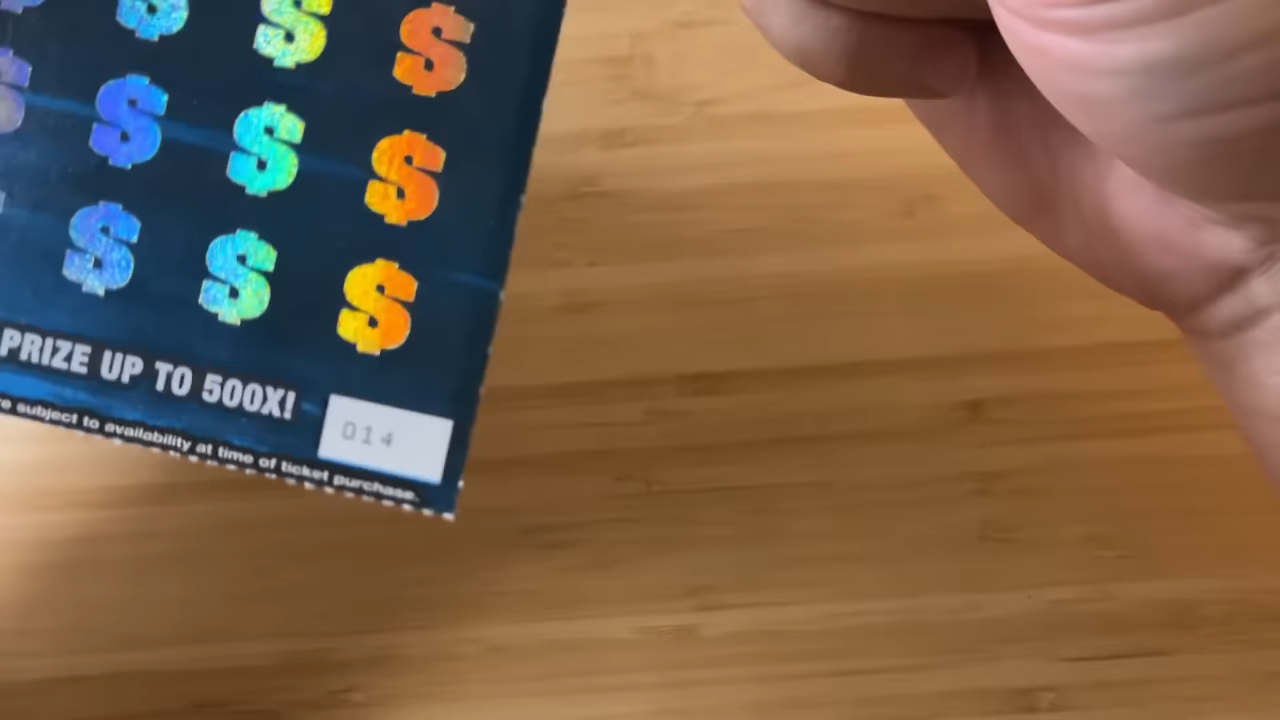 PRIZE UP TO 500X!
014
subject to availability at time of ticket purchase.